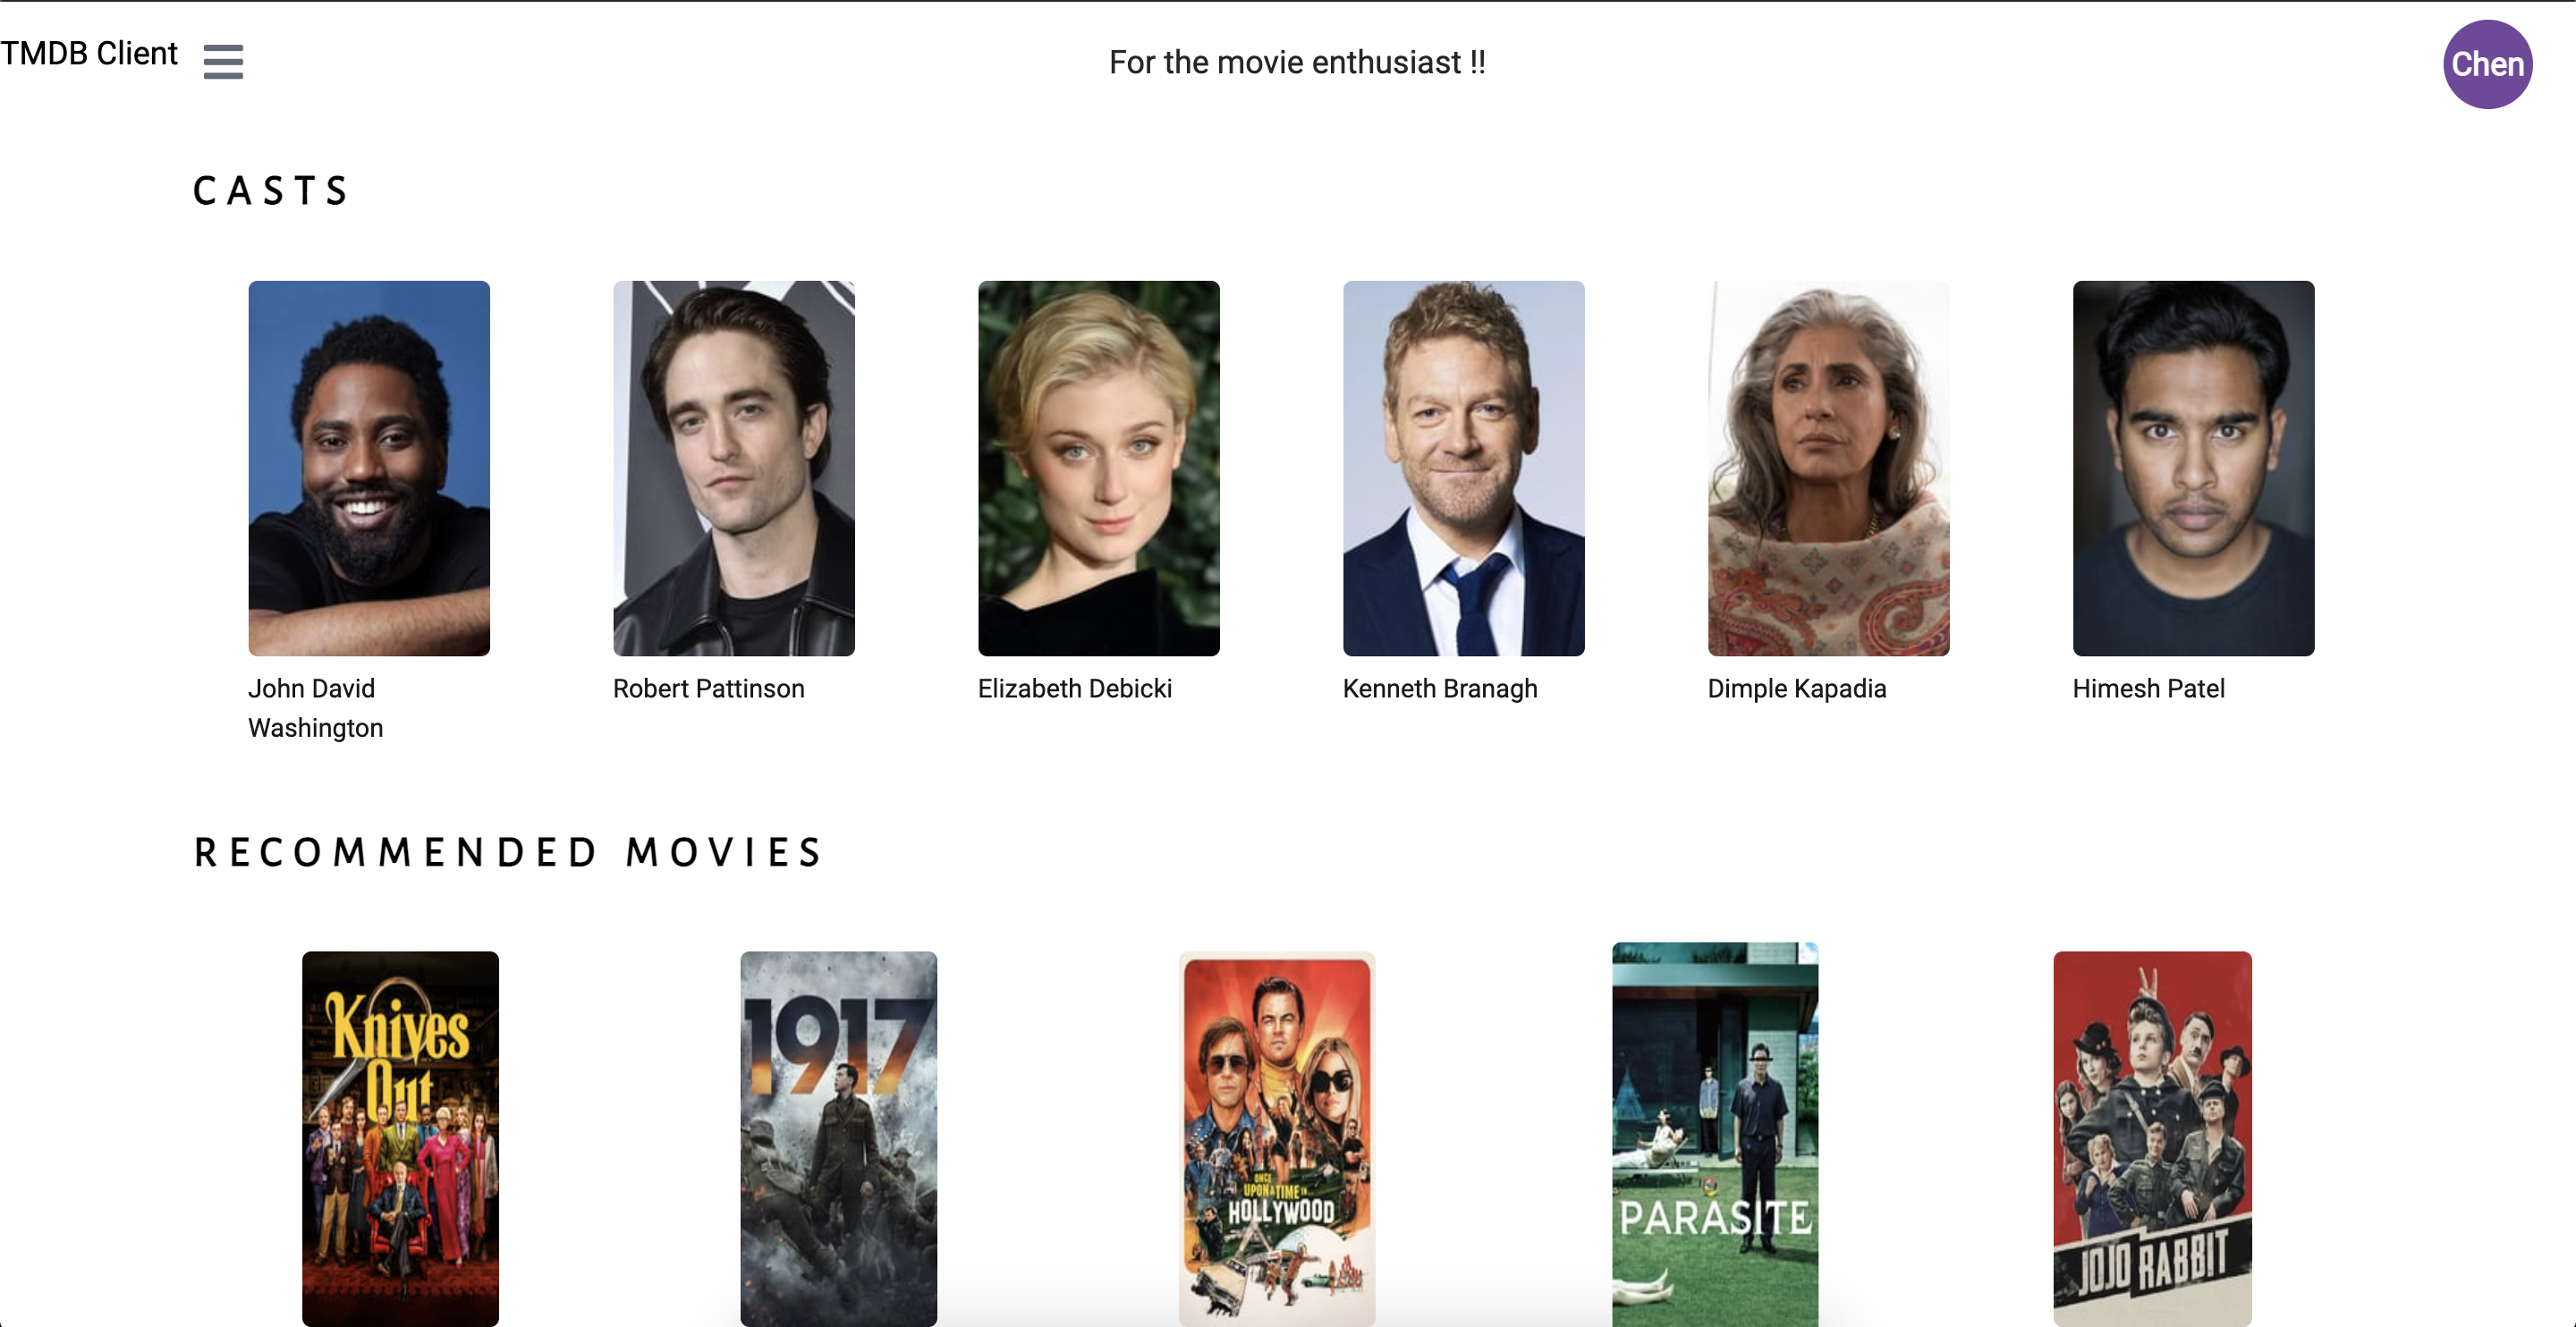 TMDB Client
For the movie enthusiast !!
Chen
CASTS
John David
Washington
Robert Pattinson
Elizabeth Debicki
Kenneth Branagh
Dimple Kapadia
Himesh Patel
RECOMMENDED MOVIES
Knives
Out
1917
ONCE
UPON A TIME IN
HOLLYWOOD
PARASITE
JOJO RABBIT